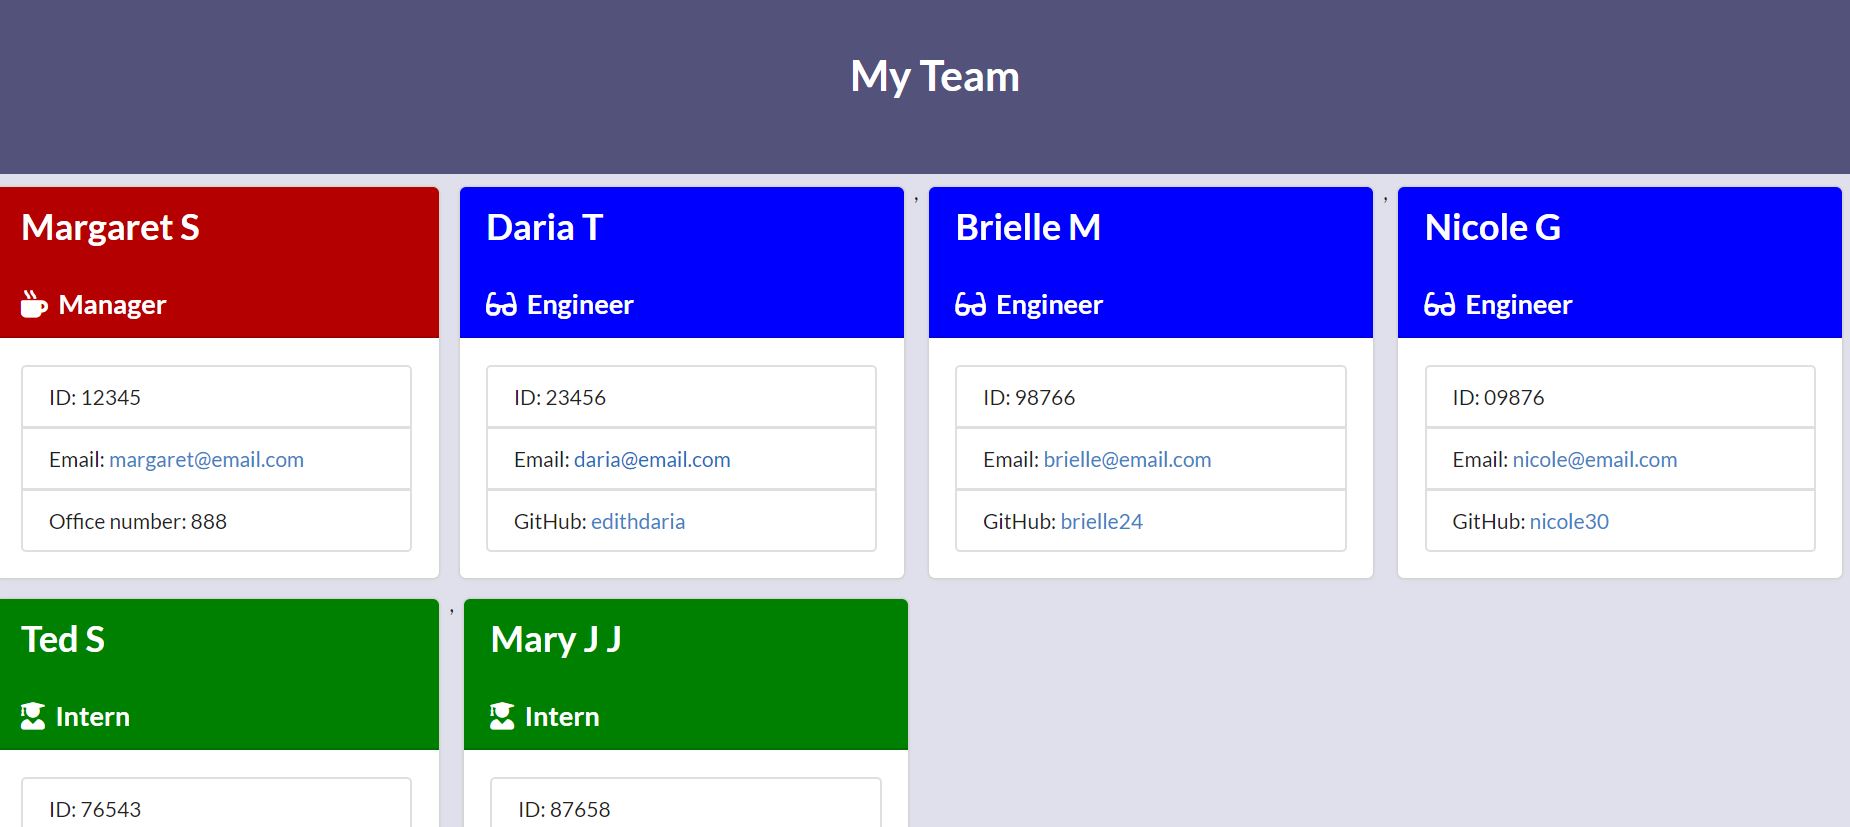 My Team
Margaret S
Manager
ID: 12345
Email: margaret@email.com
Office number: 888
Daria T
Engineer
ID: 23456
Email: daria@email.com
GitHub: edithdaria
,
Brielle M
Engineer
ID: 98766
Email: brielle@email.com
GitHub: brielle24
,
Nicole G
Engineer
ID: 09876
Email: nicole@email.com
GitHub: nicole30
Ted S
Intern
ID: 76543
,
Mary J J
Intern
ID: 87658